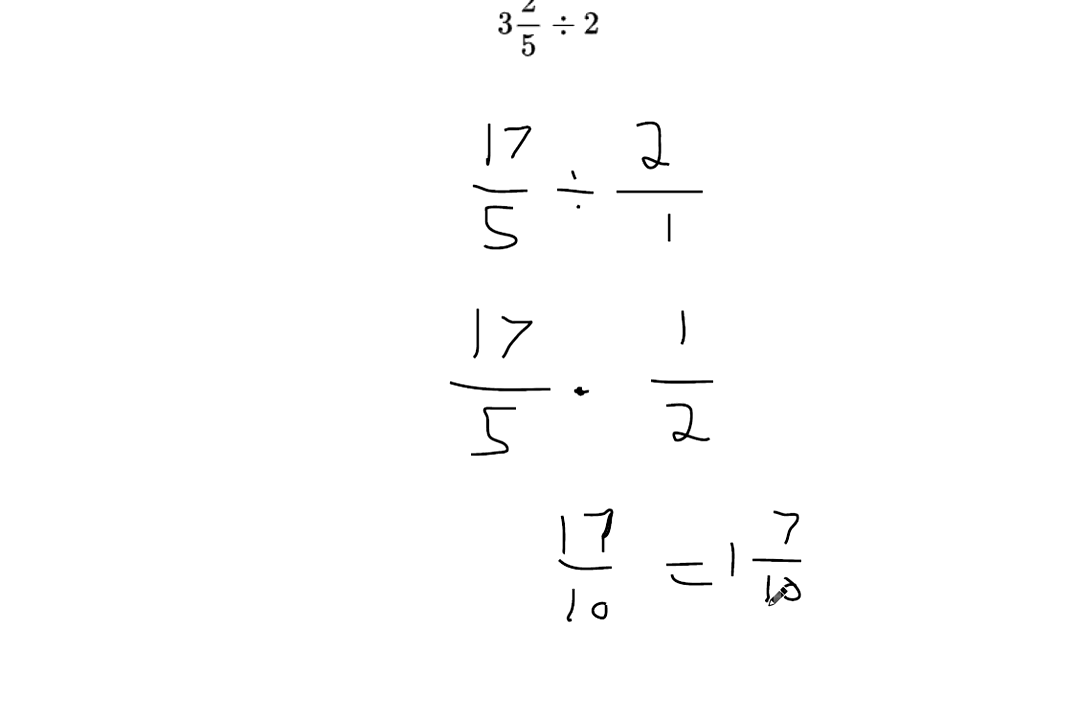 3 2/5 ÷ 2
17/5 ÷ 2/1
17/5 · 1/2
17/10 = 1 7/10